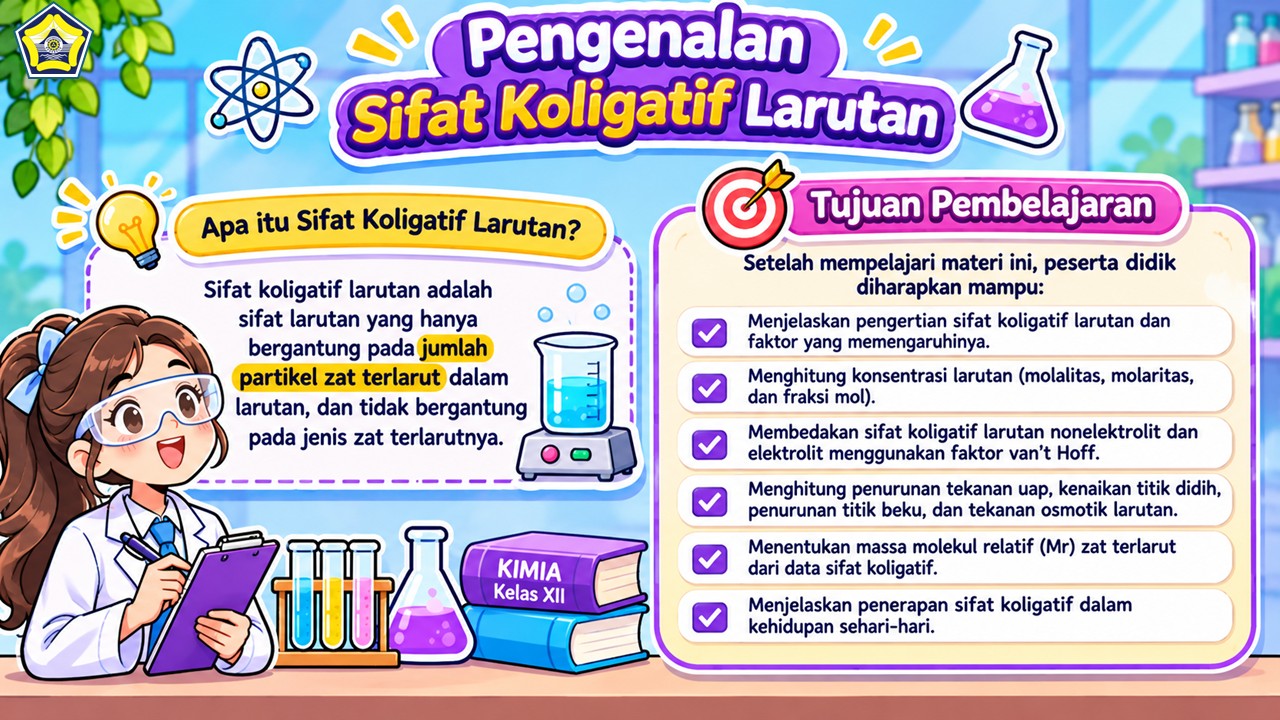 Pengenalan
Sifat Koligatif Larutan
Apa itu Sifat Koligatif Larutan?
Sifat koligatif larutan adalah
sifat larutan yang hanya
bergantung pada jumlah
partikel zat terlarut dalam
larutan, dan tidak bergantung
pada jenis zat terlarutnya.
KIMIA
Kelas XII
Tujuan Pembelajaran
Setelah mempelajari materi ini, peserta didik
diharapkan mampu:
Menjelaskan pengertian sifat koligatif larutan dan
faktor yang memengaruhinya.
Menghitung konsentrasi larutan (molalitas, molaritas,
dan fraksi mol).
Membedakan sifat koligatif larutan nonelektrolit dan
elektrolit menggunakan faktor van't Hoff.
Menghitung penurunan tekanan uap, kenaikan titik didih,
penurunan titik beku, dan tekanan osmotik larutan.
Menentukan massa molekul relatif (Mr) zat terlarut
dari data sifat koligatif.
Menjelaskan penerapan sifat koligatif dalam
kehidupan sehari-hari.